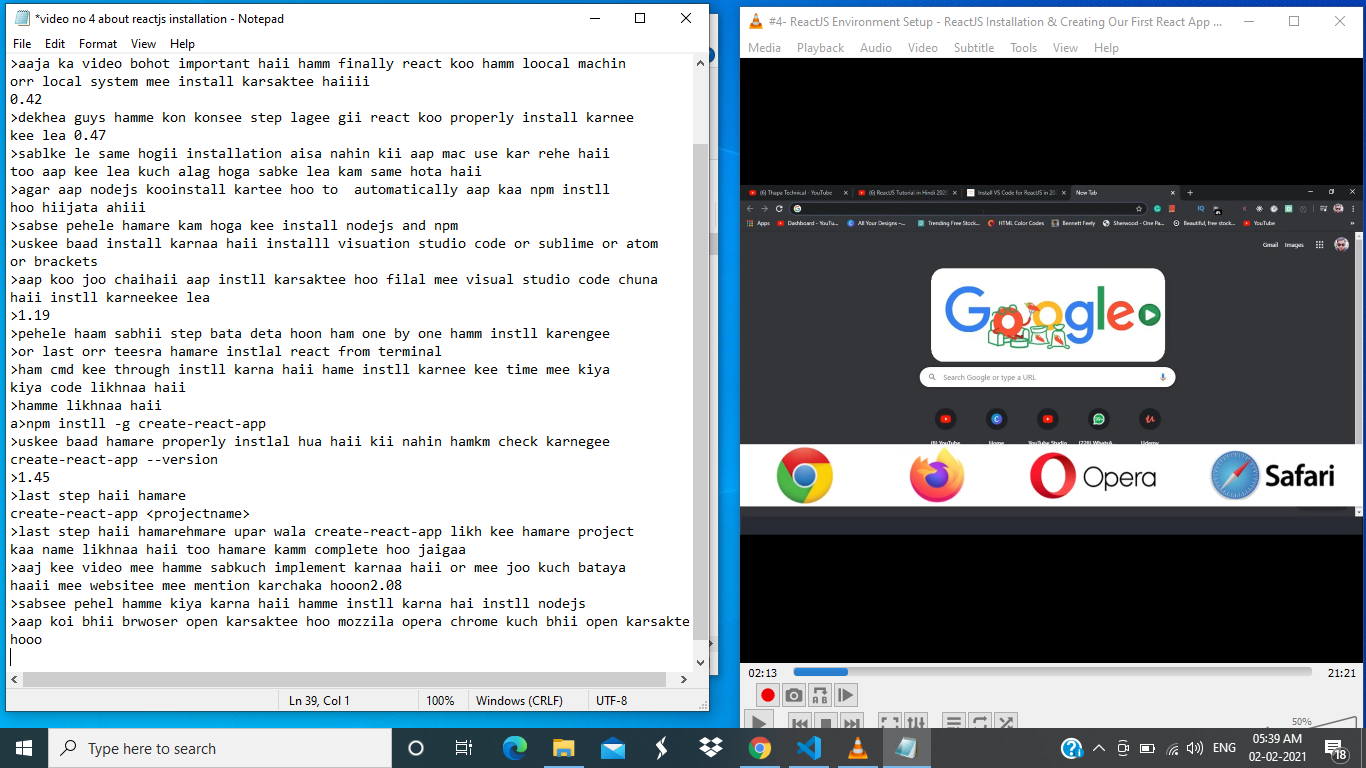 *video no 4 about reactjs installation - Notepad
File Edit Format View Help
>aaja ka video bohot important haii hamm finally react koo hamm loocal machin
orr local system mee install karsaktee haiiii
0.42
>dekhea guys hamme kon konsee step lagee gii react koo properly install karnee
kee lea 0.47
>sablke le same hogii installation aisa nahin kii aap mac use kar rehe haii
too aap kee lea kuch alag hoga sabke lea kam same hota haii
>agar aap nodejs kooinstall kartee hoo to  automatically aap kaa npm instll
hoo hiijata ahiii
>sabse pehele hamare kam hoga kee install nodejs and npm
>uskee baad install karnaa haii installl visuation studio code or sublime or atom
or brackets
>aap koo joo chaihaii aap instll karsaktee hoo filal mee visual studio code chuna
haii instll karneekee lea
>1.19
>pehele haam sabhii step bata deta hoon ham one by one hamm instll karengee
>or last orr teesra hamare instlal react from terminal
>ham cmd kee through instll karna haii hame instll karnee kee time mee kiya
kiya code likhnaa haii
>hamme likhnaa haii
a>npm instll -g create-react-app
>uskee baad hamare properly instlal hua haii kii nahin hamkm check karnegee
create-react-app --version
>1.45
>last step haii hamare
create-react-app <projectname>
>last step haii hamarehmare upar wala create-react-app likh kee hamare project
kaa name likhnaa haii too hamare kamm complete hoo jaigaa
>aaj kee video mee hamme sabkuch implement karnaa haii or mee joo kuch bataya
haaii mee websitee mee mention karchaka hooon2.08
>sabsee pehel hamme kiya karna haii hamme instll karna hai instll nodejs
>aap koi bhii brwoser open karsaktee hoo mozzila opera chrome kuch bhii open karsakte
hooo
Ln 39, Col 1 100% Windows (CRLF) UTF-8
#4- ReactJS Environment Setup - ReactJS Installation & Creating Our First React App ...
Media Playback Audio Video Subtitle Tools View Help
(6) Thapa Technical - YouTube (6) ReactJS Tutorial in Hindi 202 Install VS Code for ReactJS in 20 New Tab
Apps Dashboard - YouTu... All Your Designs -... Trending Free Stock... HTML Color Codes Bennett Feely Sherwood - One Pa... Beautiful, free stock... YouTube
Gmail Images
Google
Search Google or type a URL
(6) YouTube Home YouTube Studio (726) WhatsA... Udemy
Opera Safari
02:13 21:21
50%
Type here to search
ENG
05:39 AM
02-02-2021
18